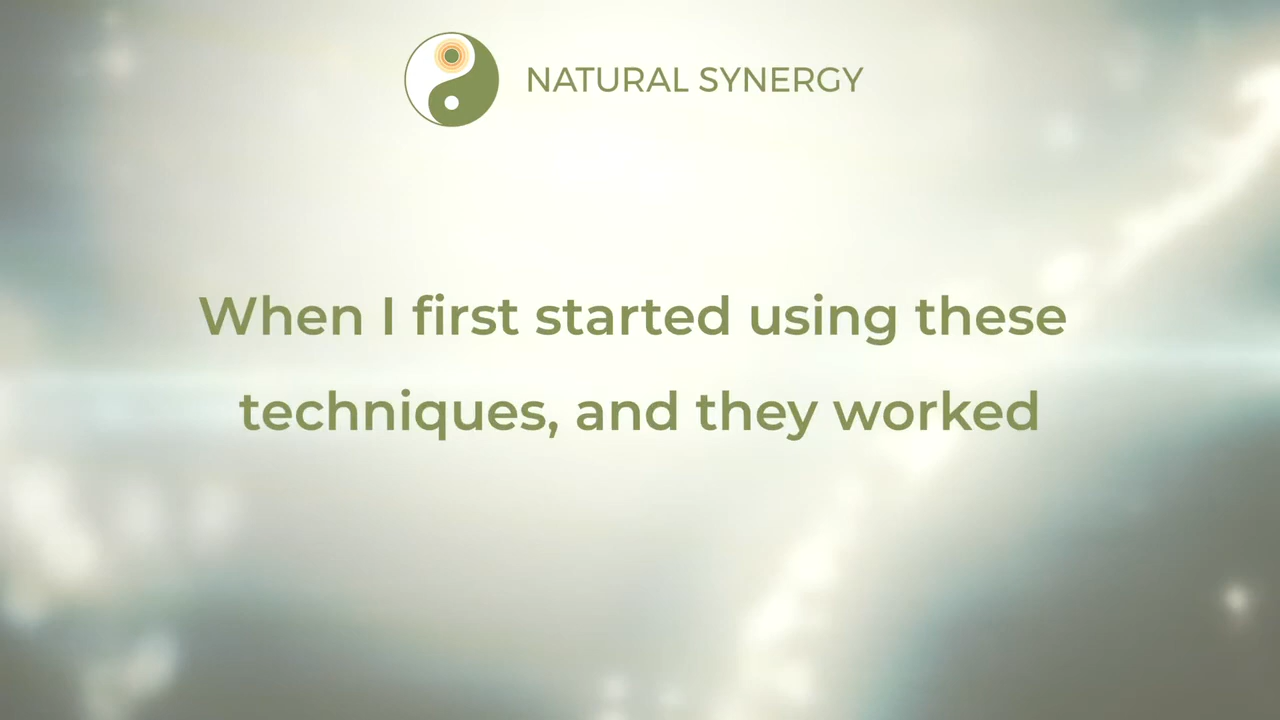 NATURAL SYNERGY
When I first started using these
techniques, and they worked